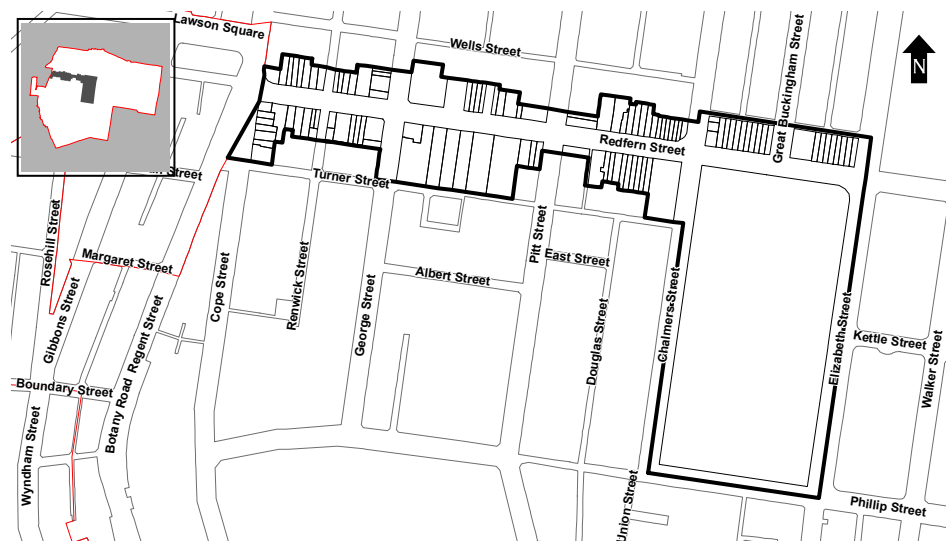 Lawson Square
Wells Street
Great Buckingham Street
N
Redfern Street
Street
Turner Street
Rosehill Street
Margaret Street
Cope Street
Renwick Street
Pitt Street
East Street
Albert Street
George Street
Gibbons Street
Botany Road Regent Street
Douglas Street
Chalmers Street
Elizabeth Street
Kettle Street
Walker Street
Boundary Street
Wyndham Street
Union Street
Phillip Street